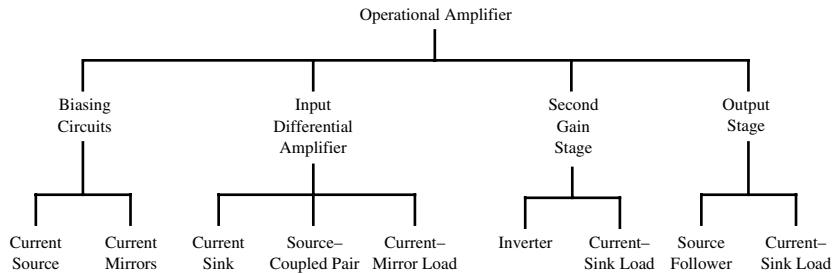 Operational Amplifier
Biasing
Circuits
Input
Differential
Amplifier
Second
Gain
Stage
Output
Stage
Current
Source
Current
Mirrors
Current
Sink
Source–
Coupled Pair
Current–
Mirror Load
Inverter
Current–
Sink Load
Source
Follower
Current–
Sink Load